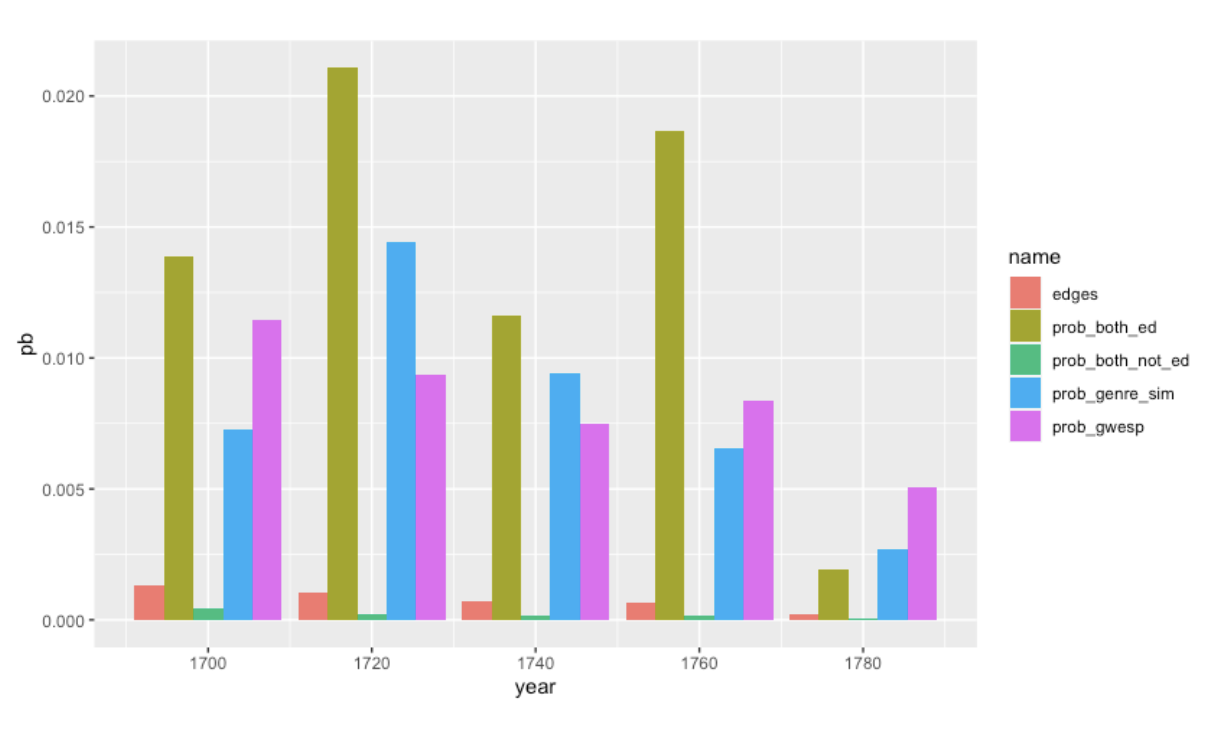 0.020
0.015
0.010
0.005
0.000
pb
1700 1720 1740 1760 1780
year
name
edges
prob_both_ed
prob_both_not_ed
prob_genre_sim
prob_gwesp